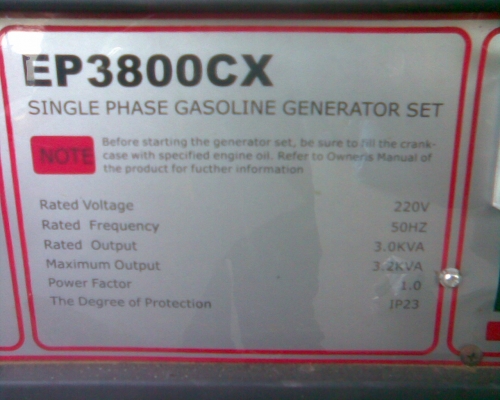 EP3800CX
SINGLE PHASE GASOLINE GENERATOR SET
NOTE Before starting the generator set, be sure to fill the crank-
case with specified engine oil. Refer to Owner,s Manual of
the product for fucther information
Rated Voltage 220V
Rated Frequency 50HZ
Rated Output 3.0KVA
Maximum Output 3.2KVA
Power Factor 1.0
The Degree of Protection IP23